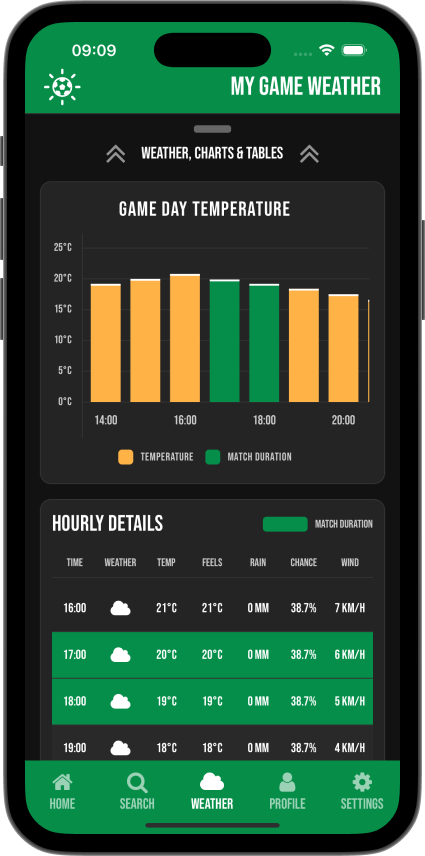 09:09
MY GAME WEATHER
WEATHER, CHARTS & TABLES
GAME DAY TEMPERATURE
25°C
20°C
15°C
10°C
5°C
0°C
14:00 16:00 18:00 20:00
TEMPERATURE MATCH DURATION
HOURLY DETAILS MATCH DURATION
TIME WEATHER TEMP FEELS RAIN CHANCE WIND
16:00 21°C 21°C 0 MM 38.7% 7 KM/H
17:00 20°C 20°C 0 MM 38.7% 6 KM/H
18:00 19°C 19°C 0 MM 38.7% 5 KM/H
19:00 18°C 18°C 0 MM 38.7% 4 KM/H
HOME SEARCH WEATHER PROFILE SETTINGS